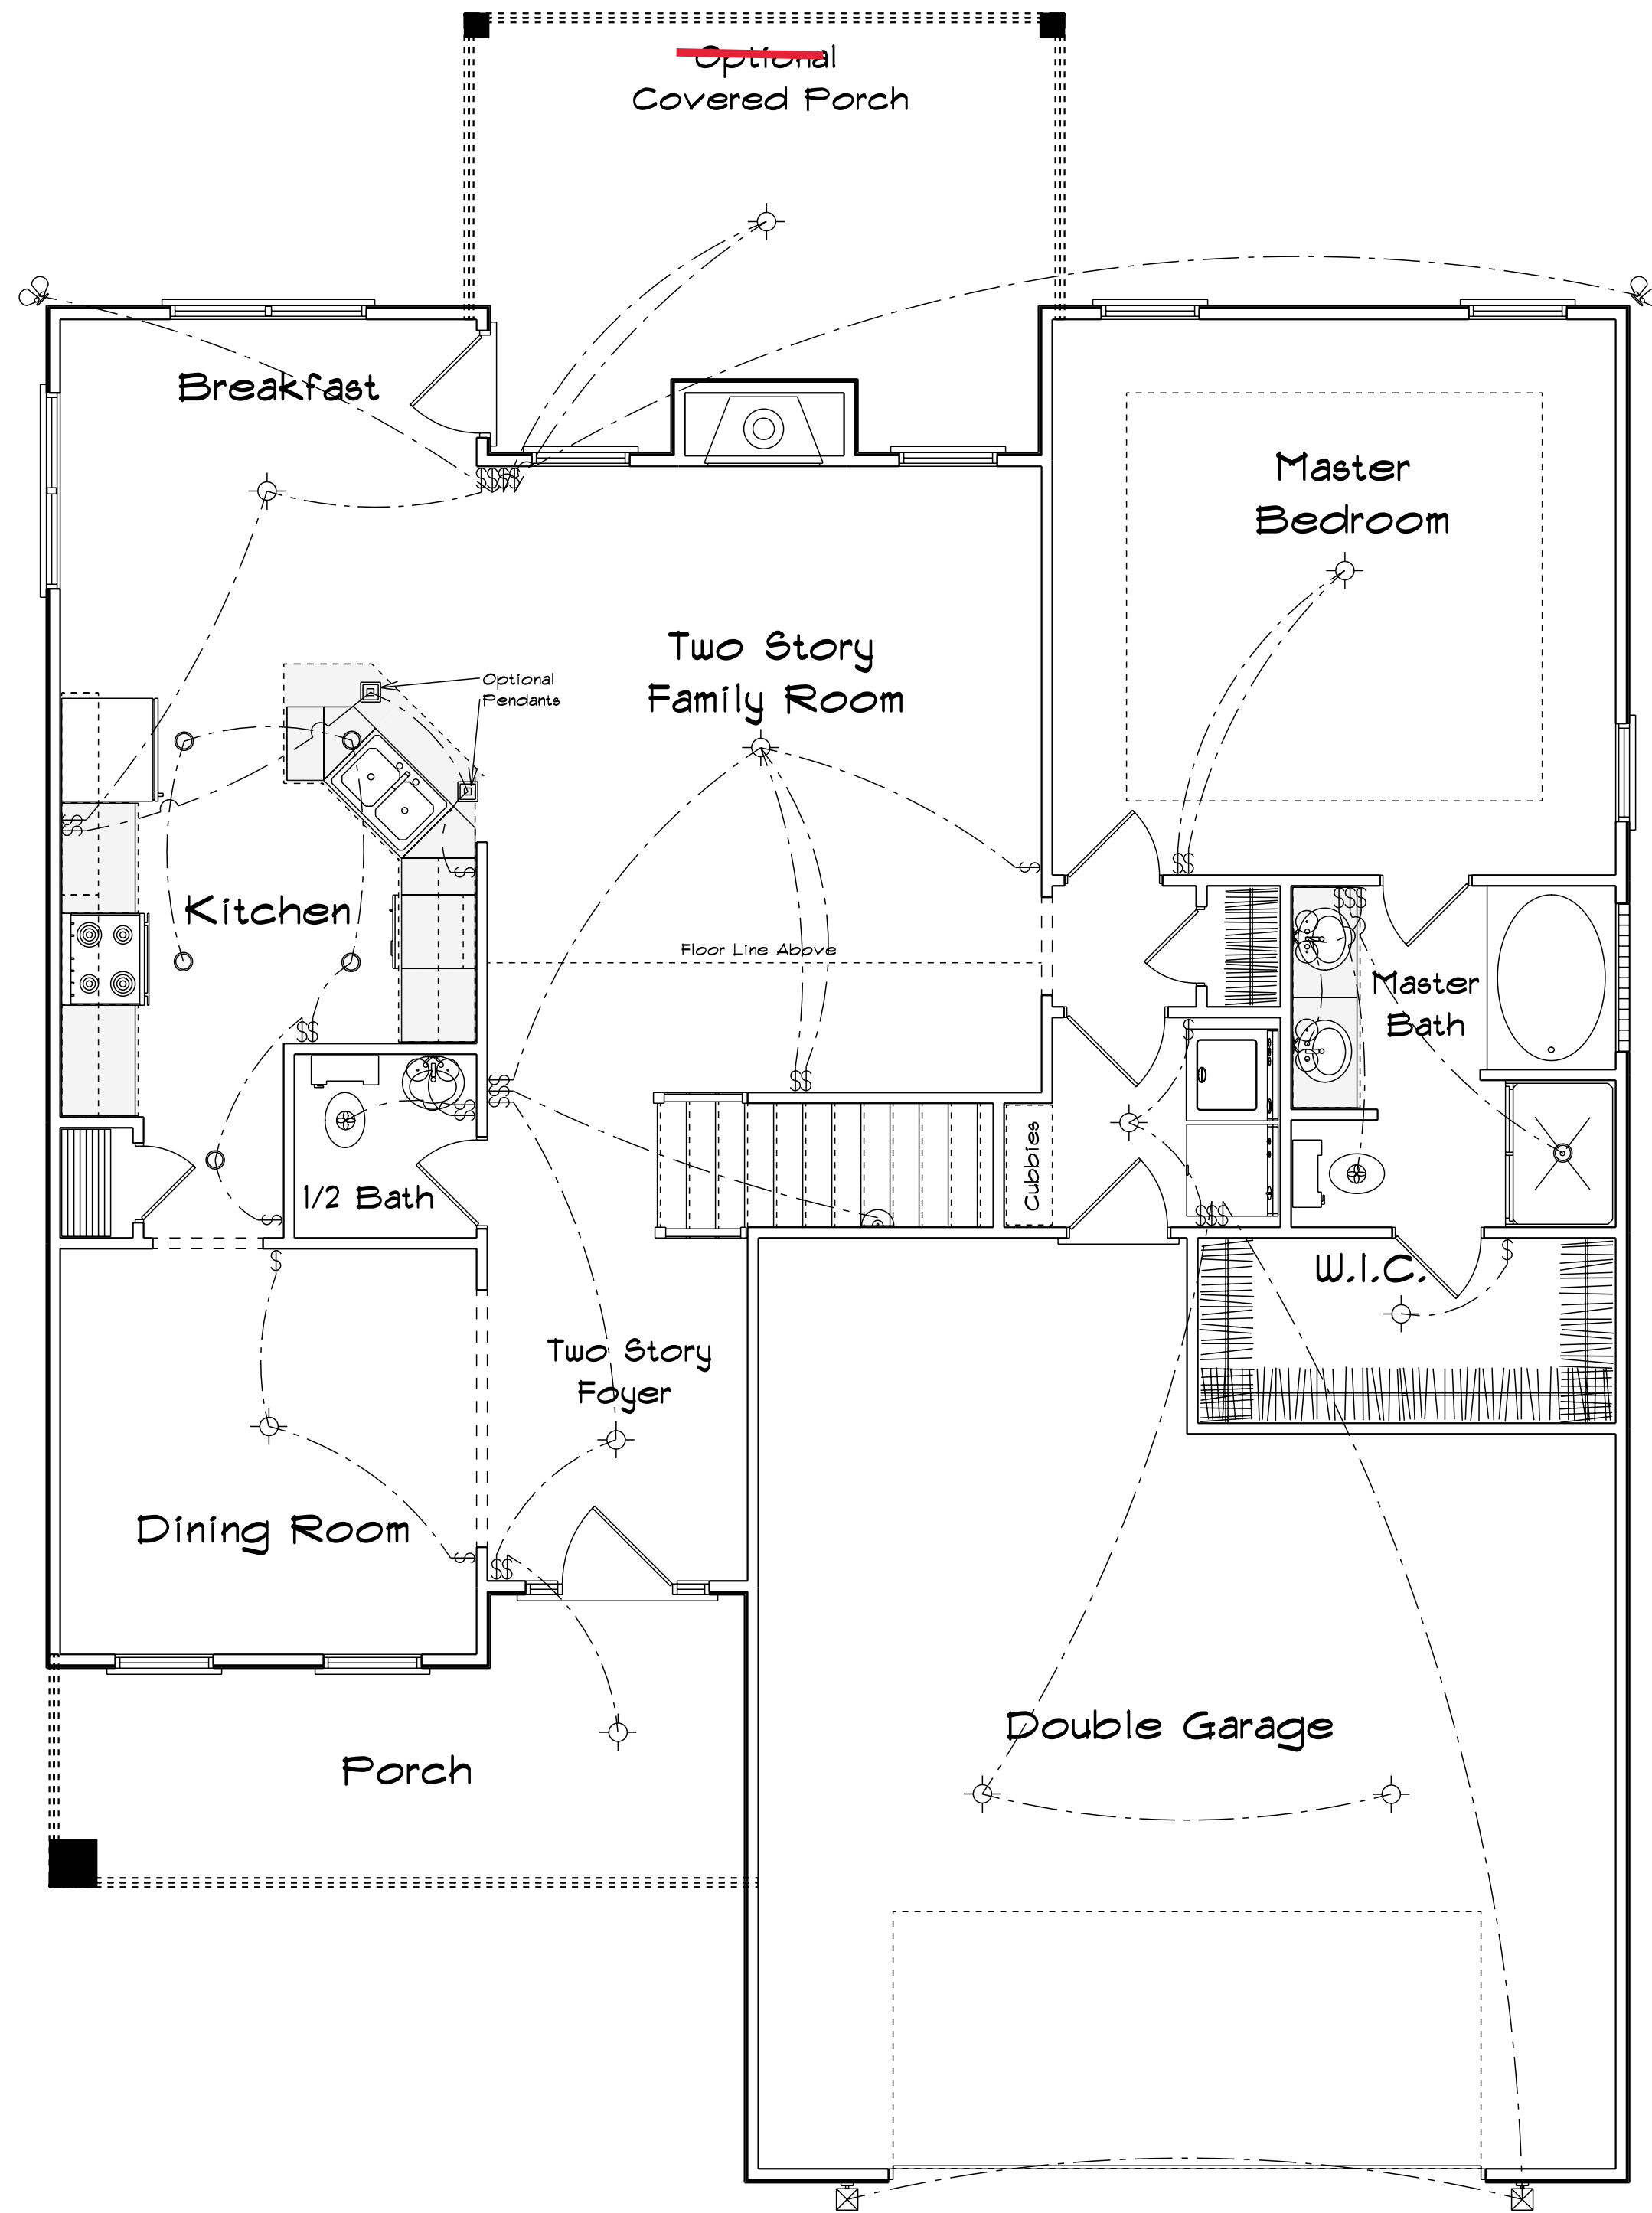 Optional
Covered Porch
Breakfast
Master
Bedroom
Two Story
Family Room
Optional
Pendants
Kitchen
Floor Line Above
Master
Bath
Cubbies
1/2 Bath
W.I.C.
Two Story
Foyer
Dining Room
Double Garage
Porch